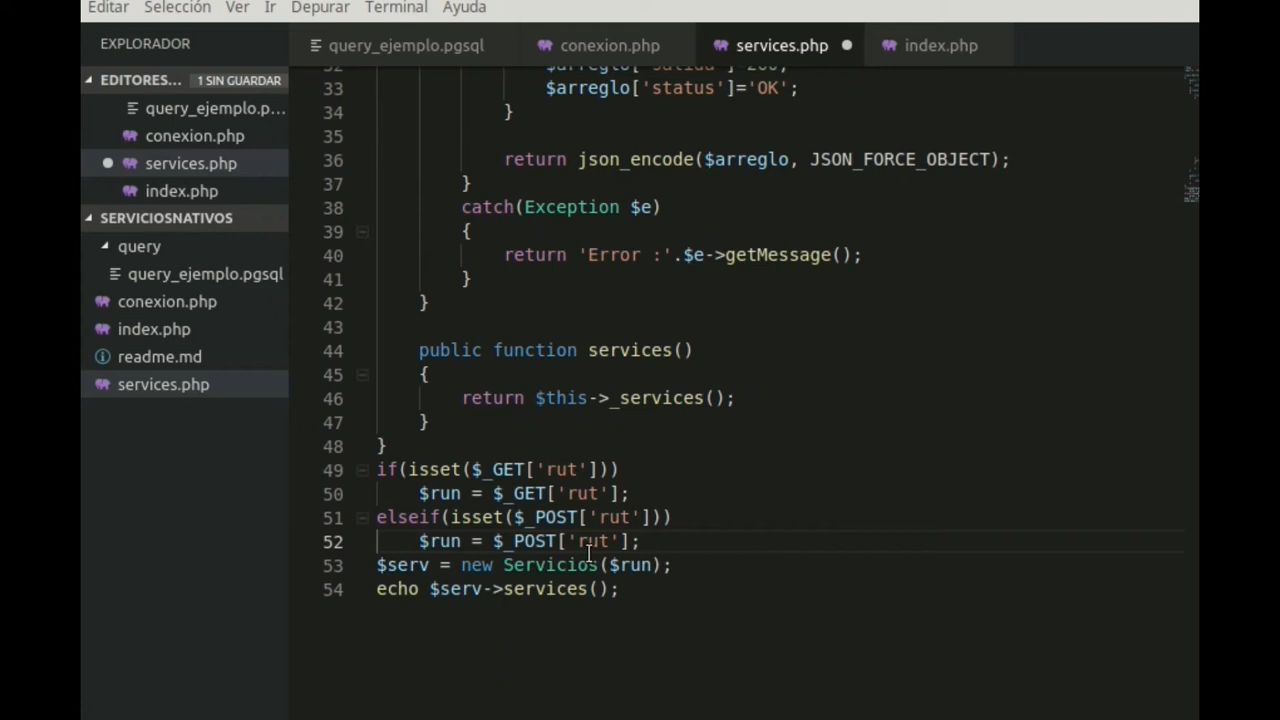 Editar Selección Ver Ir Depurar Terminal Ayuda
EXPLORADOR
EDITORES... 1 SIN GUARDAR
query_ejemplo.p...
conexion.php
services.php
index.php
SERVICIOSNATIVOS
query
query_ejemplo.pgsql
conexion.php
index.php
readme.md
services.php
query_ejemplo.pgsql conexion.php services.php index.php
33 $arreglo['status']='OK';
34 }
35
36 return json_encode($arreglo, JSON_FORCE_OBJECT);
37 }
38 catch(Exception $e)
39 {
40 return 'Error :'.$e->getMessage();
41 }
42 }
43
44 public function services()
45 {
46 return $this->_services();
47 }
48 }
49 if(isset($_GET['rut']))
50 $run = $_GET['rut'];
51 elseif(isset($_POST['rut']))
52 $run = $_POST['rut'];
53 $serv = new Servicios($run);
54 echo $serv->services();